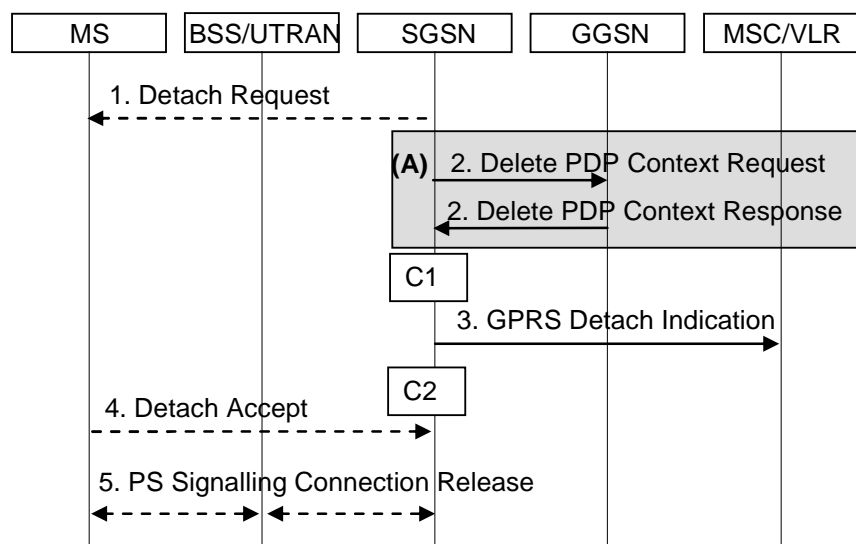 MS BSS/UTRAN SGSN GGSN MSC/VLR
1. Detach Request
(A) 2. Delete PDP Context Request
2. Delete PDP Context Response
C1
3. GPRS Detach Indication
C2
4. Detach Accept
5. PS Signalling Connection Release